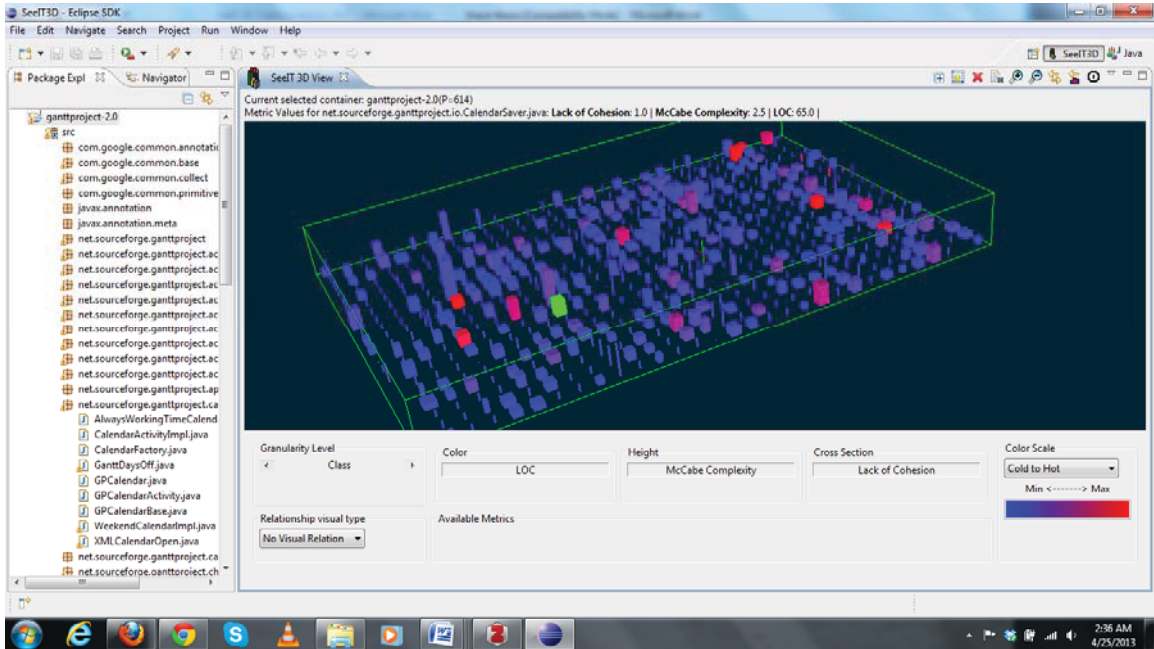 SeeIT3D - Eclipse SDK
File Edit Navigate Search Project Run Window Help
SeeIT3D Java
Package Expl Navigator
SeeIT 3D View
Current selected container: ganttproject-2.0(P=614)
Metric Values for net.sourceforge.ganttproject.io.CalendarSaver.java: Lack of Cohesion: 1.0 | McCabe Complexity: 2.5 | LOC: 65.0 |
ganttproject-2.0
src
com.google.common.annotatic
com.google.common.base
com.google.common.collect
com.google.common.primitive
javax.annotation
javax.annotation.meta
net.sourceforge.ganttproject
net.sourceforge.ganttproject.ac
net.sourceforge.ganttproject.ac
net.sourceforge.ganttproject.ac
net.sourceforge.ganttproject.ac
net.sourceforge.ganttproject.ac
net.sourceforge.ganttproject.ac
net.sourceforge.ganttproject.ac
net.sourceforge.ganttproject.ac
net.sourceforge.ganttproject.ac
net.sourceforge.ganttproject.ap
net.sourceforge.ganttproject.ca
AlwaysWorkingTimeCalend
CalendarActivityImpl.java
CalendarFactory.java
GanttDaysOff.java
GPCalendar.java
GPCalendarActivity.java
GPCalendarBase.java
WeekendCalendarImpl.java
XMLCalendarOpen.java
net.sourceforge.ganttproject.ca
net.sourceforge.ganttproject.ch
Granularity Level
Class
Color
LOC
Height
McCabe Complexity
Cross Section
Lack of Cohesion
Color Scale
Cold to Hot
Min <-------> Max
Relationship visual type
No Visual Relation
Available Metrics
2:36 AM
4/25/2013